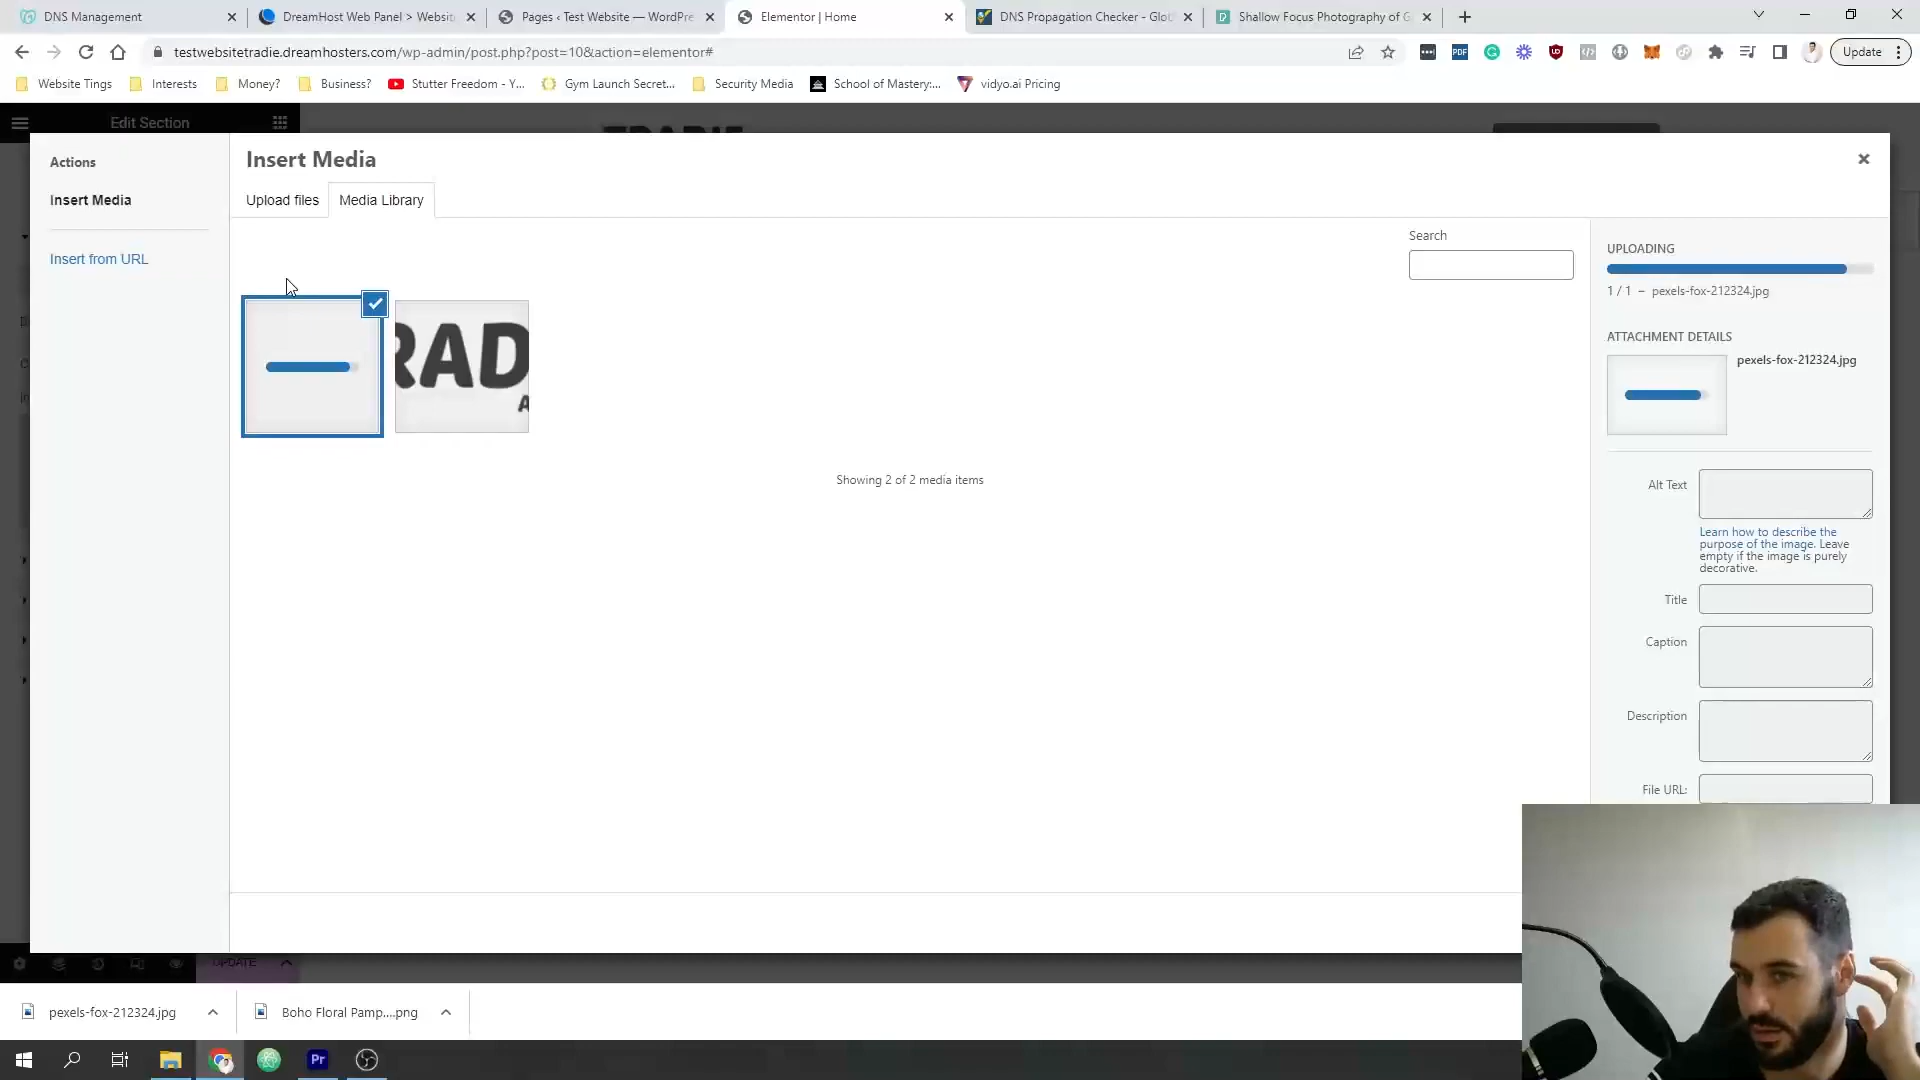 DNS Management
DreamHost Web Panel > Websit
Pages ‹ Test Website — WordPre
Elementor | Home
DNS Propagation Checker - Glo
Shallow Focus Photography of G
testwebsitetradie.dreamhosters.com/wp-admin/post.php?post=10&action=elementor#
PDF
Update
Website Tings
Interests
Money?
Business?
Stutter Freedom - Y...
Gym Launch Secret...
Security Media
School of Mastery:...
vidyo.ai Pricing
Edit Section
Actions
Insert Media
Insert from URL
Insert Media
Upload files
Media Library
Search
RAD
A
Showing 2 of 2 media items
UPLOADING
1 / 1 – pexels-fox-212324.jpg
ATTACHMENT DETAILS
pexels-fox-212324.jpg
Alt Text
Learn how to describe the
purpose of the image. Leave
empty if the image is purely
decorative.
Title
Caption
Description
File URL:
UPDATE
pexels-fox-212324.jpg
Boho Floral Pamp....png
Pr